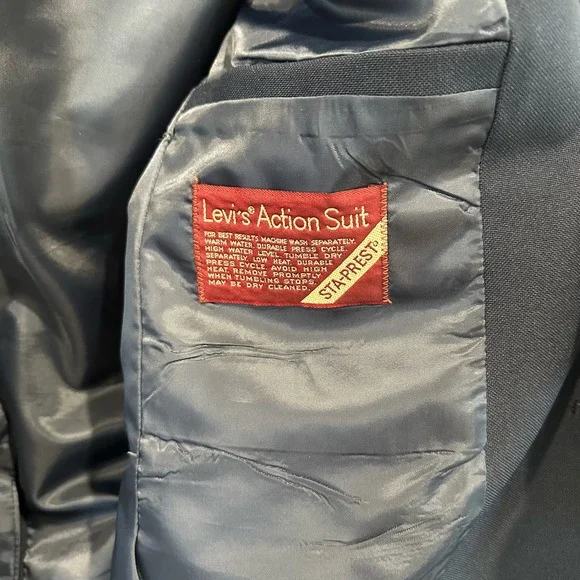 Levi's® Action Suit
FOR BEST RESULTS MACHINE WASH SEPARATELY,
WARM WATER, DURABLE PRESS CYCLE,
HIGH WATER LEVEL. TUMBLE DRY
SEPARATELY, LOW HEAT, DURABLE
PRESS CYCLE. AVOID HIGH
HEAT. REMOVE PROMPTLY
WHEN TUMBLING STOPS.
MAY BE DRY CLEANED.
STA-PREST®